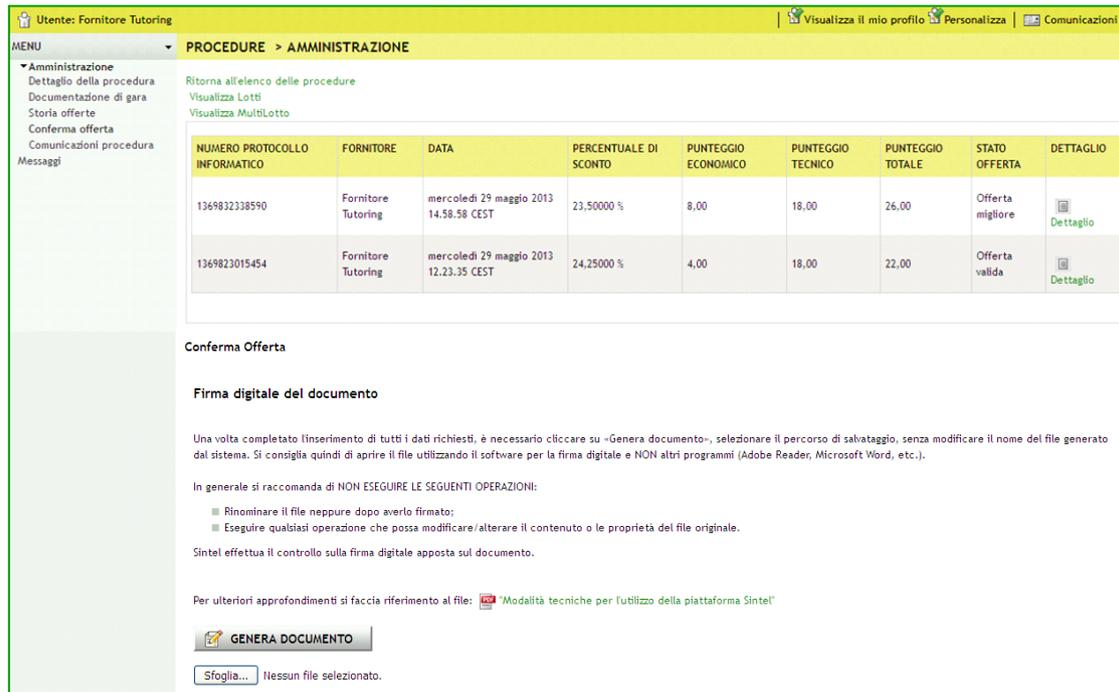 Utente: Fornitore Tutoring
Visualizza il mio profilo Personalizza Comunicazioni
MENU
PROCEDURE > AMMINISTRAZIONE
Amministrazione
Dettaglio della procedura
Documentazione di gara
Storia offerte
Conferma offerta
Comunicazioni procedura
Messaggi
Ritorna all'elenco delle procedure
Visualizza Lotti
Visualizza MultiLotto
NUMERO PROTOCOLLO INFORMATICO FORNITORE DATA PERCENTUALE DI SCONTO PUNTEGGIO ECONOMICO PUNTEGGIO TECNICO PUNTEGGIO TOTALE STATO OFFERTA DETTAGLIO
1369832338590 Fornitore Tutoring mercoledì 29 maggio 2013 14.58.58 CEST 23,50000 % 8,00 18,00 26,00 Offerta migliore Dettaglio
1369823015454 Fornitore Tutoring mercoledì 29 maggio 2013 12.23.35 CEST 24,25000 % 4,00 18,00 22,00 Offerta valida Dettaglio
Conferma Offerta
Firma digitale del documento
Una volta completato l'inserimento di tutti i dati richiesti, è necessario cliccare su «Genera documento», selezionare il percorso di salvataggio, senza modificare il nome del file generato
dal sistema. Si consiglia quindi di aprire il file utilizzando il software per la firma digitale e NON altri programmi (Adobe Reader, Microsoft Word, etc.).
In generale si raccomanda di NON ESEGUIRE LE SEGUENTI OPERAZIONI:
Rinominare il file neppure dopo averlo firmato;
Eseguire qualsiasi operazione che possa modificare/alterare il contenuto o le proprietà del file originale.
Sintel effettua il controllo sulla firma digitale apposta sul documento.
Per ulteriori approfondimenti si faccia riferimento al file: PDF "Modalità tecniche per l'utilizzo della piattaforma Sintel"
GENERA DOCUMENTO
Sfoglia... Nessun file selezionato.